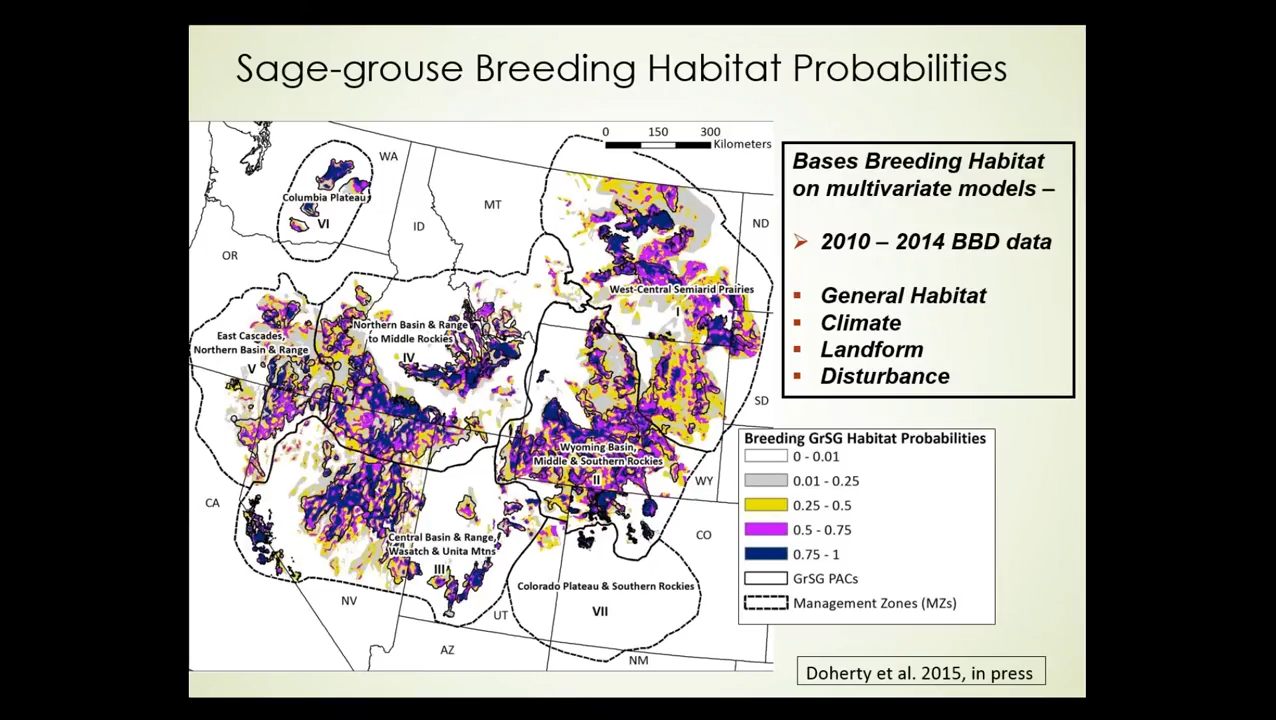 Sage-grouse Breeding Habitat Probabilities
0 150 300
Kilometers
WA
Columbia Plateau
VI
MT
ID
ND
OR
West-Central Semiarid Prairies
I
Northern Basin & Range
to Middle Rockies
IV
East Cascades,
Northern Basin & Range
V
SD
Wyoming Basin,
Middle & Southern Rockies
II
WY
CA
CO
Central Basin & Range,
Wasatch & Unita Mtns
III
Colorado Plateau & Southern Rockies
VII
NV
UT
AZ
NM
Bases Breeding Habitat
on multivariate models –
2010 – 2014 BBD data
General Habitat
Climate
Landform
Disturbance
Breeding GrSG Habitat Probabilities
0 - 0.01
0.01 - 0.25
0.25 - 0.5
0.5 - 0.75
0.75 - 1
GrSG PACs
Management Zones (MZs)
Doherty et al. 2015, in press